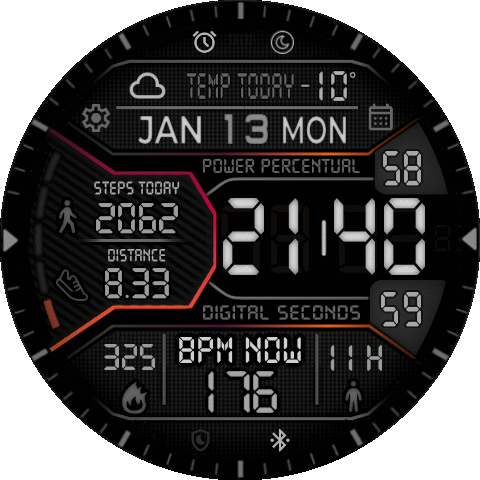 TEMP TODAY -10°
JAN 13 MON
POWER PERCENTUAL 58
STEPS TODAY
2062
21:40
DISTANCE
8.33
DIGITAL SECONDS 59
325 BPM NOW 11 H
176